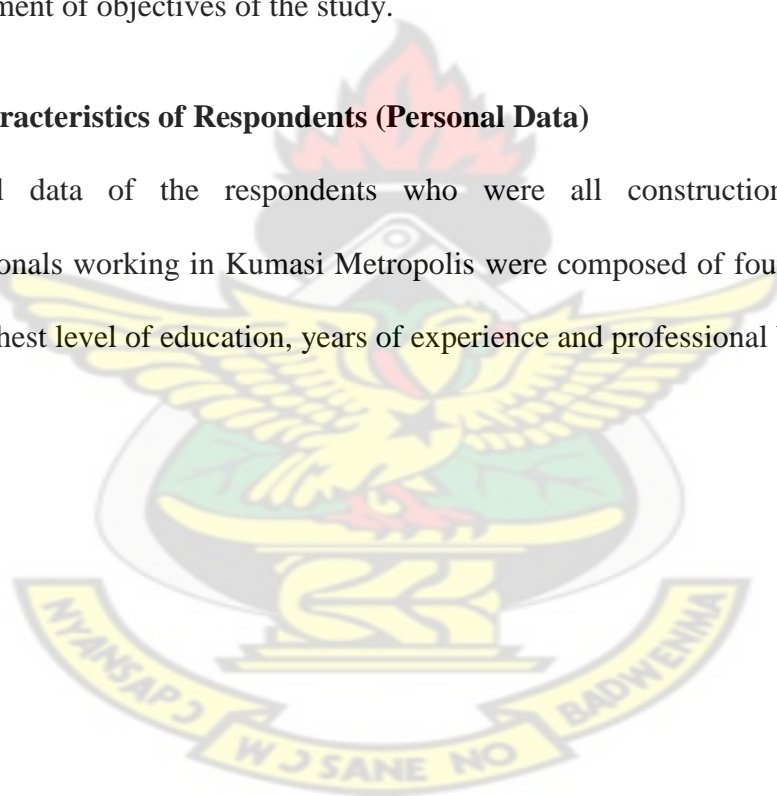 ment of objectives of the study.
racteristics of Respondents (Personal Data)
l data of the respondents who were all construction
onals working in Kumasi Metropolis were composed of fou
hest level of education, years of experience and professional
NYANSAPƆ WƆ SANE NO BADWENMA